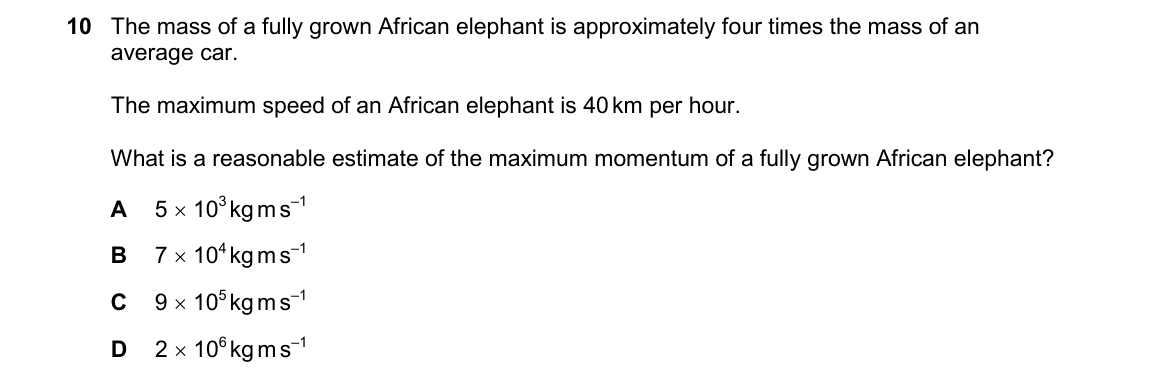 10 The mass of a fully grown African elephant is approximately four times the mass of an
average car.
The maximum speed of an African elephant is 40 km per hour.
What is a reasonable estimate of the maximum momentum of a fully grown African elephant?
A 5 × 10³ kg m s⁻¹
B 7 × 10⁴ kg m s⁻¹
C 9 × 10⁵ kg m s⁻¹
D 2 × 10⁶ kg m s⁻¹